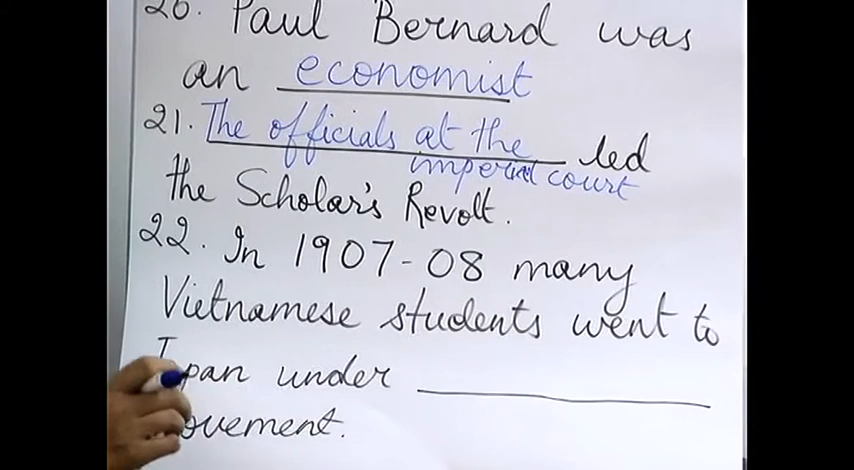 20. Paul Bernard was
an economist
21. The officials at the led
imperial court
the Scholar's Revolt.
22. In 1907-08 many
Vietnamese students went to
pan under
ovement.